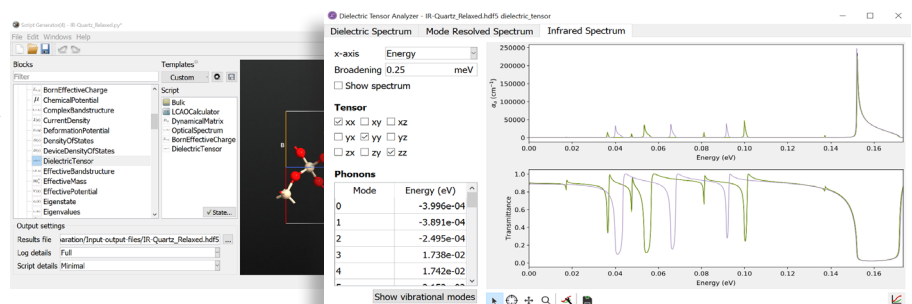 Script Generator(8) - IR-Quartz_Relaxed.py*
File Edit Windows Help
Blocks
Filter
BornEffectiveCharge
ChemicalPotential
ComplexBandstructure
CurrentDensity
DeformationPotential
DensityOfStates
DeviceDensityOfStates
DielectricTensor
EffectiveBandstructure
EffectiveMass
EffectivePotential
Eigenstate
Eigenvalues
Templates
Custom
Script
Bulk
LCAOCalculator
DynamicalMatrix
OpticalSpectrum
BornEffectiveCharge
DielectricTensor
State...
Output settings
Results file aration/Input-output-files/IR-Quartz_Relaxed.hdf5 ...
Log details Full
Script details Minimal
B
Dielectric Tensor Analyzer - IR-Quartz_Relaxed.hdf5 dielectric_tensor
Dielectric Spectrum Mode Resolved Spectrum Infrared Spectrum
x-axis Energy
Broadening 0.25 meV
Show spectrum
Tensor
xx xy xz
yx yy yz
zx zy zz
Phonons
Mode Energy (eV)
0 -3.996e-04
1 -3.891e-04
2 -2.495e-04
3 1.738e-02
4 1.742e-02
Show vibrational modes
250000
200000
150000
100000
50000
0
0.00 0.02 0.04 0.06 0.08 0.10 0.12 0.14 0.16
Energy (eV)
1.0
0.8
0.6
0.4
0.2
0.0
Transmittance
0.00 0.02 0.04 0.06 0.08 0.10 0.12 0.14 0.16
Energy (eV)